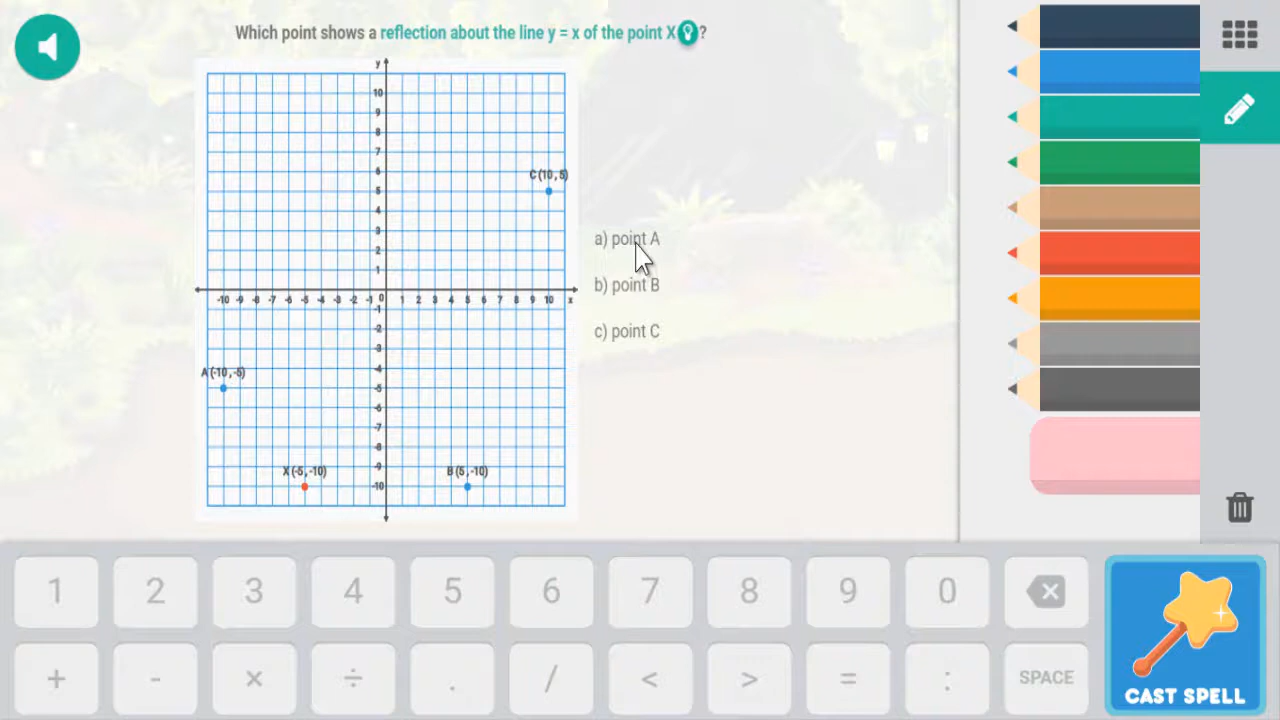 Which point shows a reflection about the line y = x of the point X ?
y
10
9
8
7
6
C (10 , 5)
5
4
3
2
1
-10 -9 -8 -7 -6 -5 -4 -3 -2 -1 0 1 2 3 4 5 6 7 8 9 10 x
-1
-2
-3
A (-10 , -5)
-4
-5
-6
-7
-8
X (-5 , -10) -9 B (5 , -10)
-10
a) point A
b) point B
c) point C
1 2 3 4 5 6 7 8 9 0
+ - × ÷ . / < > = : SPACE
CAST SPELL